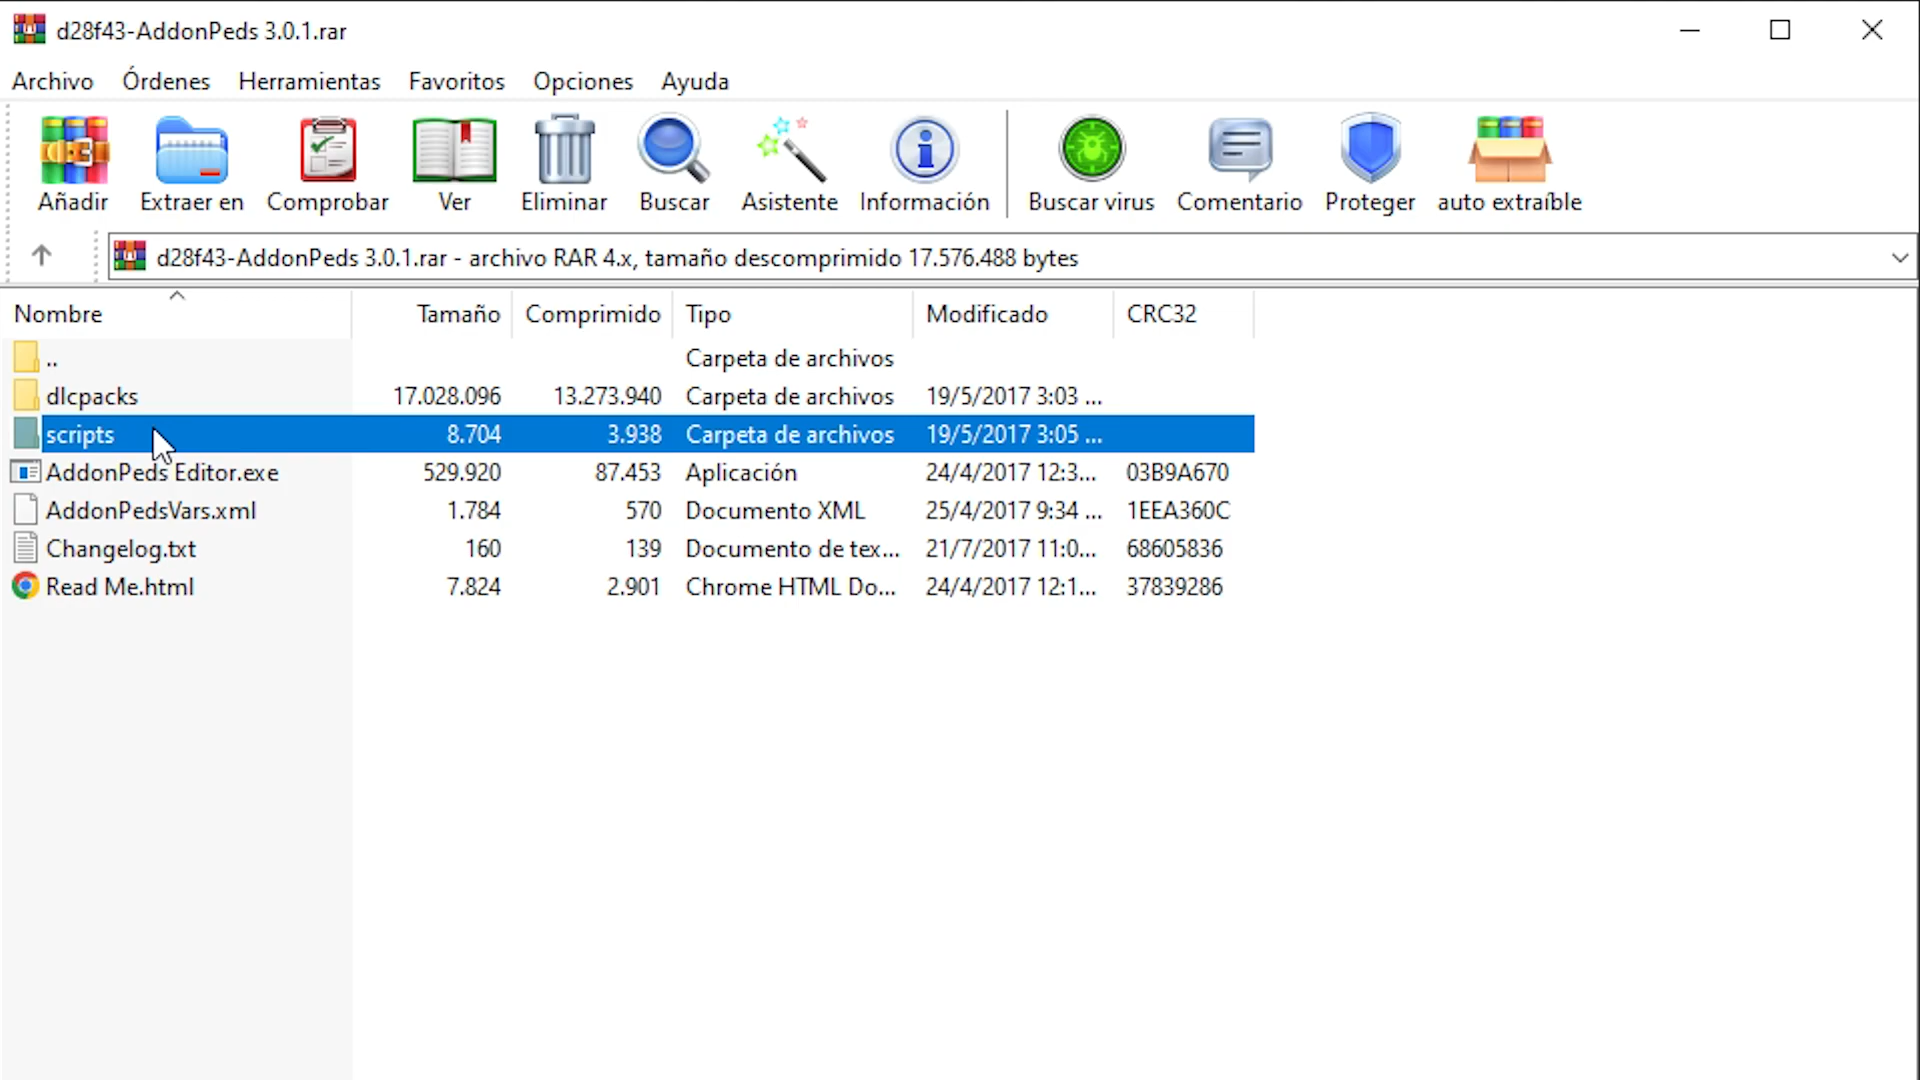 d28f43-AddonPeds 3.0.1.rar
Archivo Órdenes Herramientas Favoritos Opciones Ayuda
Añadir Extraer en Comprobar Ver Eliminar Buscar Asistente Información Buscar virus Comentario Proteger auto extraíble
d28f43-AddonPeds 3.0.1.rar - archivo RAR 4.x, tamaño descomprimido 17.576.488 bytes
Nombre Tamaño Comprimido Tipo Modificado CRC32
.. Carpeta de archivos
dlcpacks 17.028.096 13.273.940 Carpeta de archivos 19/5/2017 3:03 ...
scripts 8.704 3.938 Carpeta de archivos 19/5/2017 3:05 ...
AddonPeds Editor.exe 529.920 87.453 Aplicación 24/4/2017 12:3... 03B9A670
AddonPedsVars.xml 1.784 570 Documento XML 25/4/2017 9:34 ... 1EEA360C
Changelog.txt 160 139 Documento de tex... 21/7/2017 11:0... 68605836
Read Me.html 7.824 2.901 Chrome HTML Do... 24/4/2017 12:1... 37839286